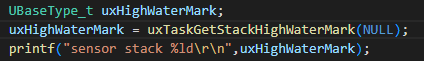 UBaseType_t uxHighWaterMark;
uxHighWaterMark = uxTaskGetStackHighWaterMark(NULL);
printf("sensor stack %ld\r\n",uxHighWaterMark);